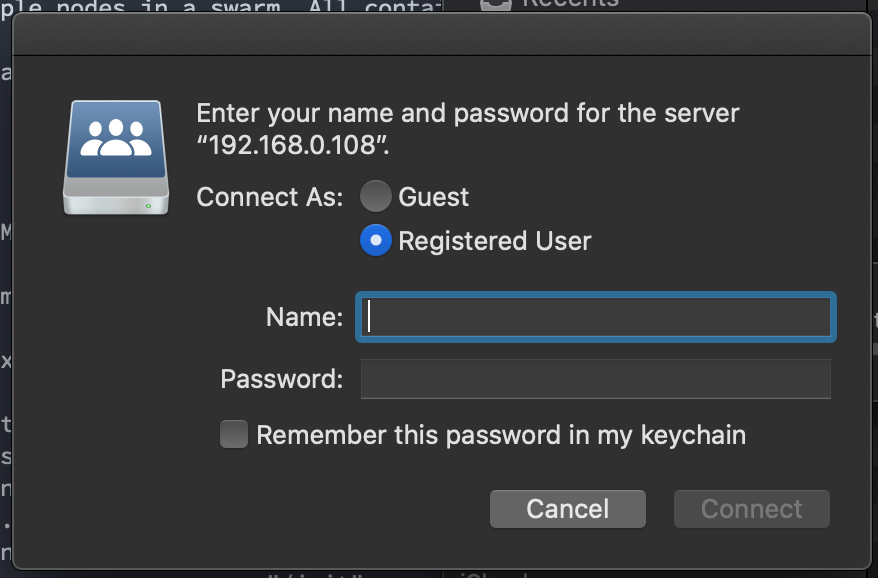 ple nodes in a swarm. All conta
Recents
Enter your name and password for the server
“192.168.0.108”.
Connect As:
Guest
Registered User
Name:
Password:
Remember this password in my keychain
Cancel
Connect